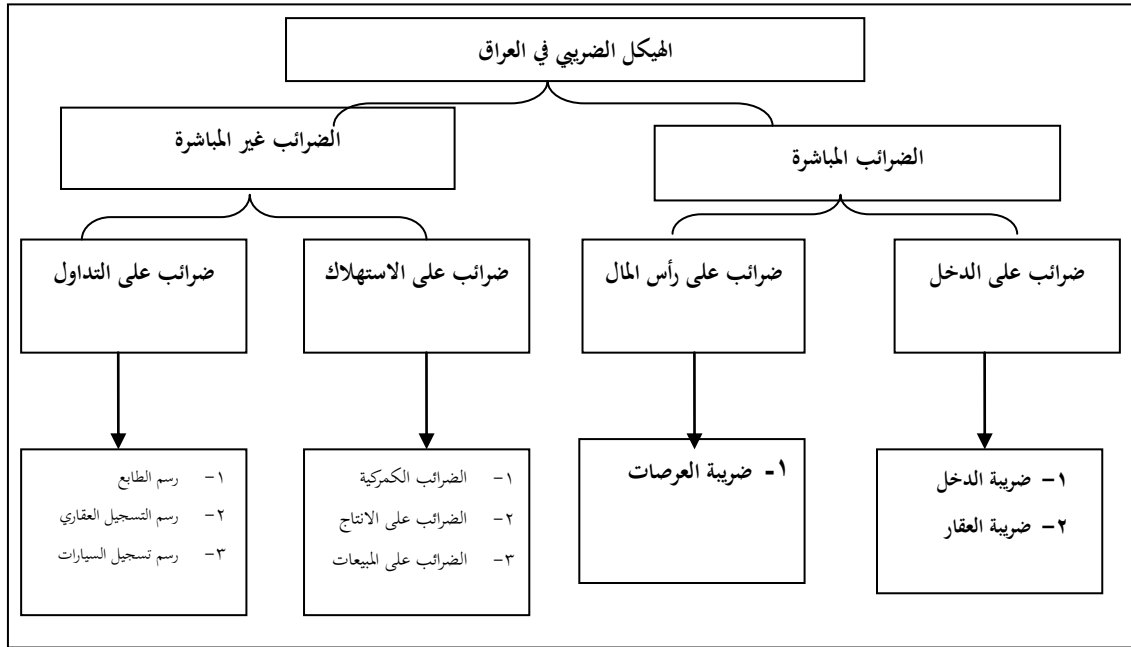 الهيكل الضريبي في العراق
الضرائب المباشرة
الضرائب غير المباشرة
ضرائب على الدخل
ضرائب على رأس المال
ضرائب على الاستهلاك
ضرائب على التداول
١- ضريبة الدخل
٢- ضريبة العقار
١- ضريبة العرصات
١- الضرائب الكمركية
٢- الضرائب على الانتاج
٣- الضرائب على المبيعات
١- رسم الطابع
٢- رسم التسجيل العقاري
٣- رسم تسجيل السيارات